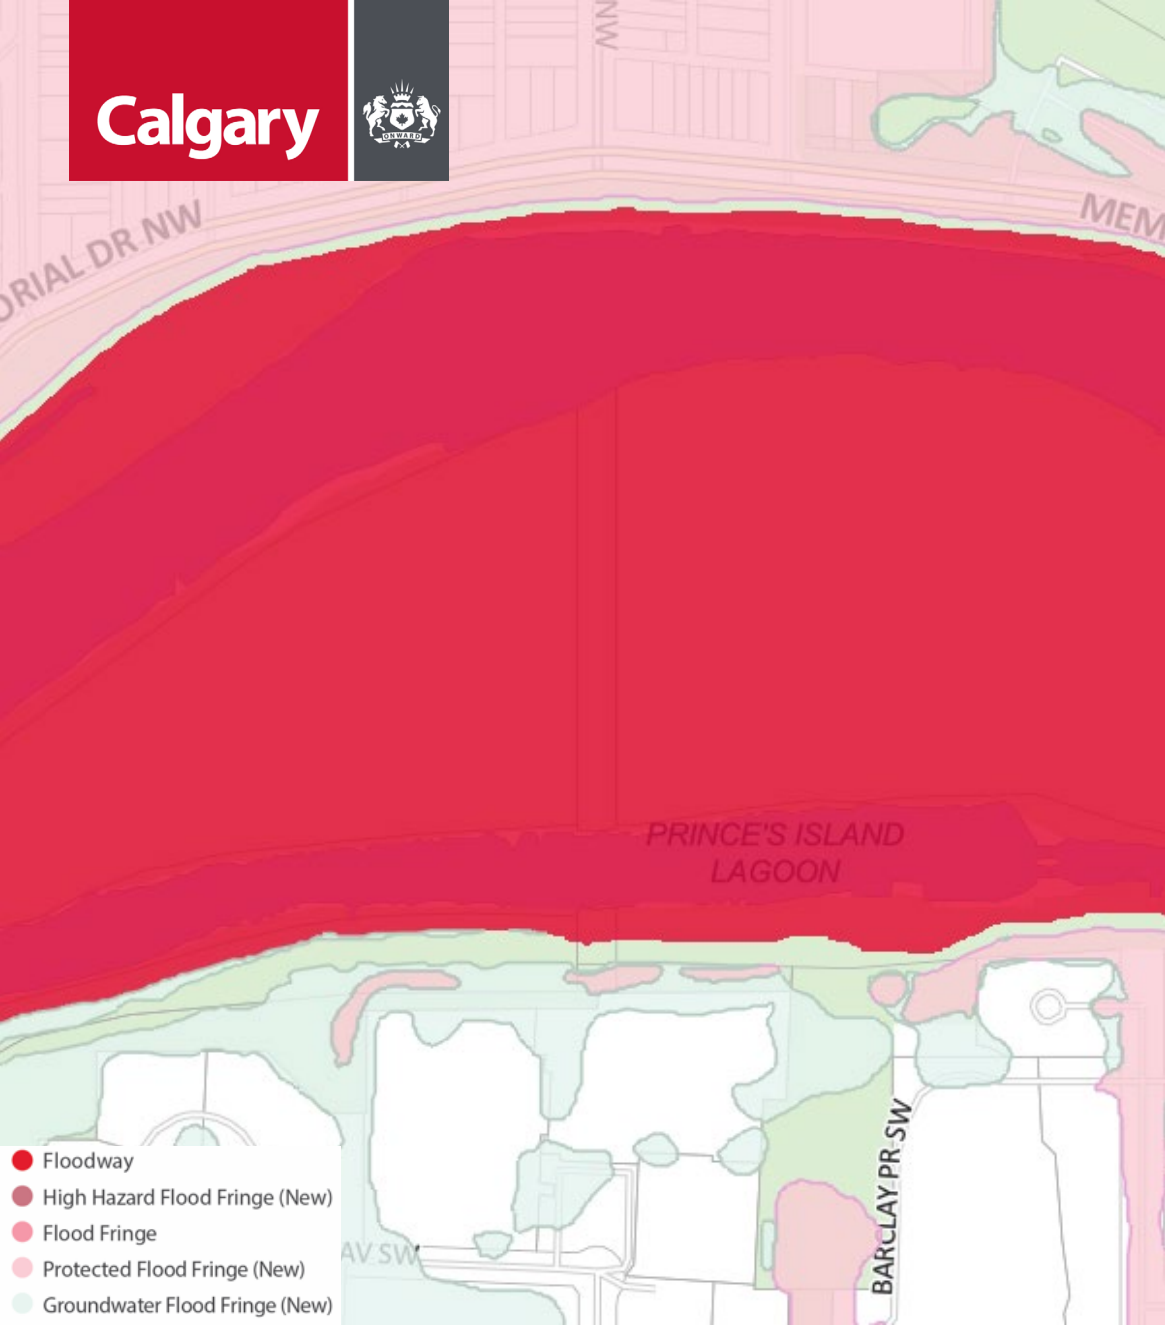 NW
Calgary
ONWARD
ORIAL DR NW
MEM
PRINCE'S ISLAND
LAGOON
BARCLAY PR SW
AV SW
Floodway
High Hazard Flood Fringe (New)
Flood Fringe
Protected Flood Fringe (New)
Groundwater Flood Fringe (New)